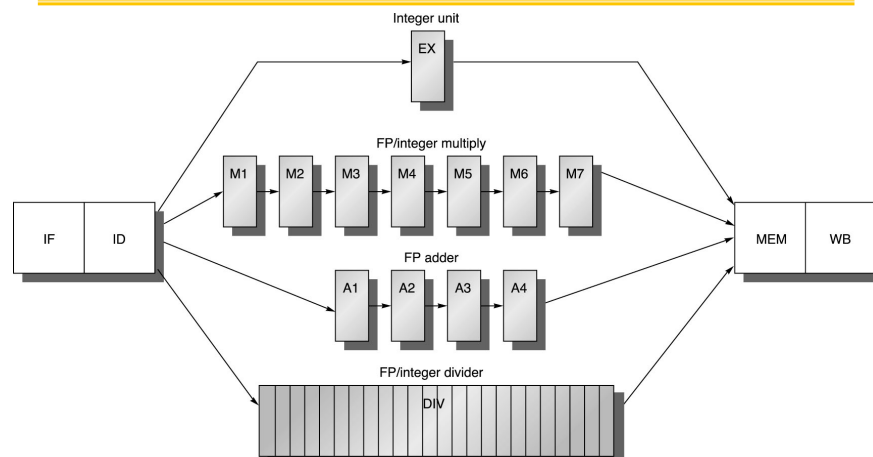 Integer unit
EX
FP/integer multiply
M1 M2 M3 M4 M5 M6 M7
IF ID MEM WB
FP adder
A1 A2 A3 A4
FP/integer divider
DIV